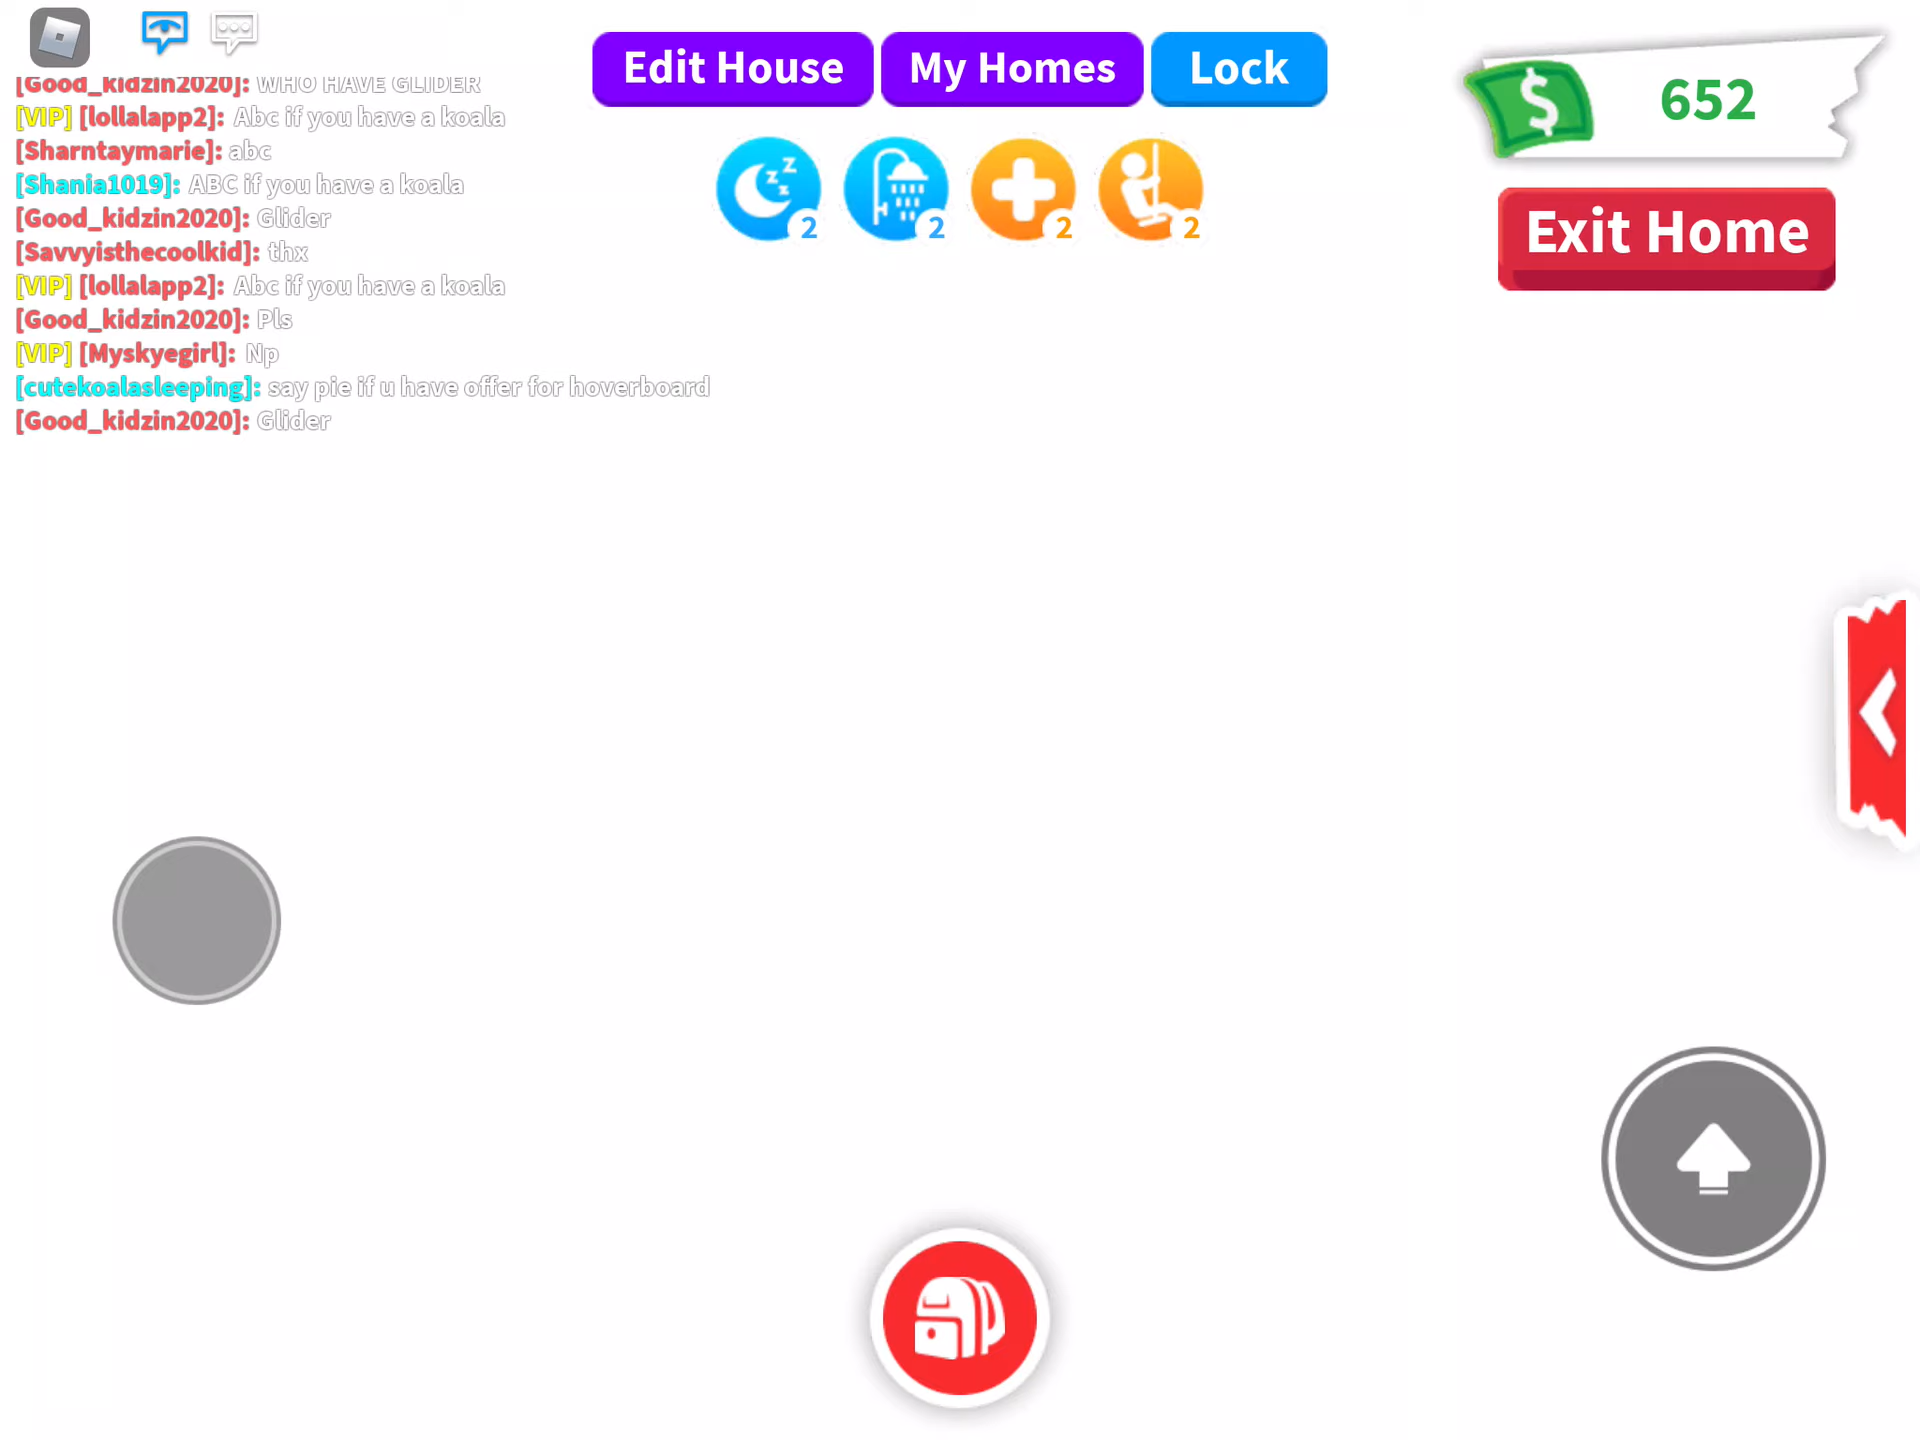 Edit House
My Homes
Lock
652
Exit Home
2
2
2
2
[Good_kidzin2020]: WHO HAVE GLIDER
[VIP] [lollalapp2]: Abc if you have a koala
[Sharntaymarie]: abc
[Shania1019]: ABC if you have a koala
[Good_kidzin2020]: Glider
[Savvyisthecoolkid]: thx
[VIP] [lollalapp2]: Abc if you have a koala
[Good_kidzin2020]: Pls
[VIP] [Myskyegirl]: Np
[cutekoalasleeping]: say pie if u have offer for hoverboard
[Good_kidzin2020]: Glider